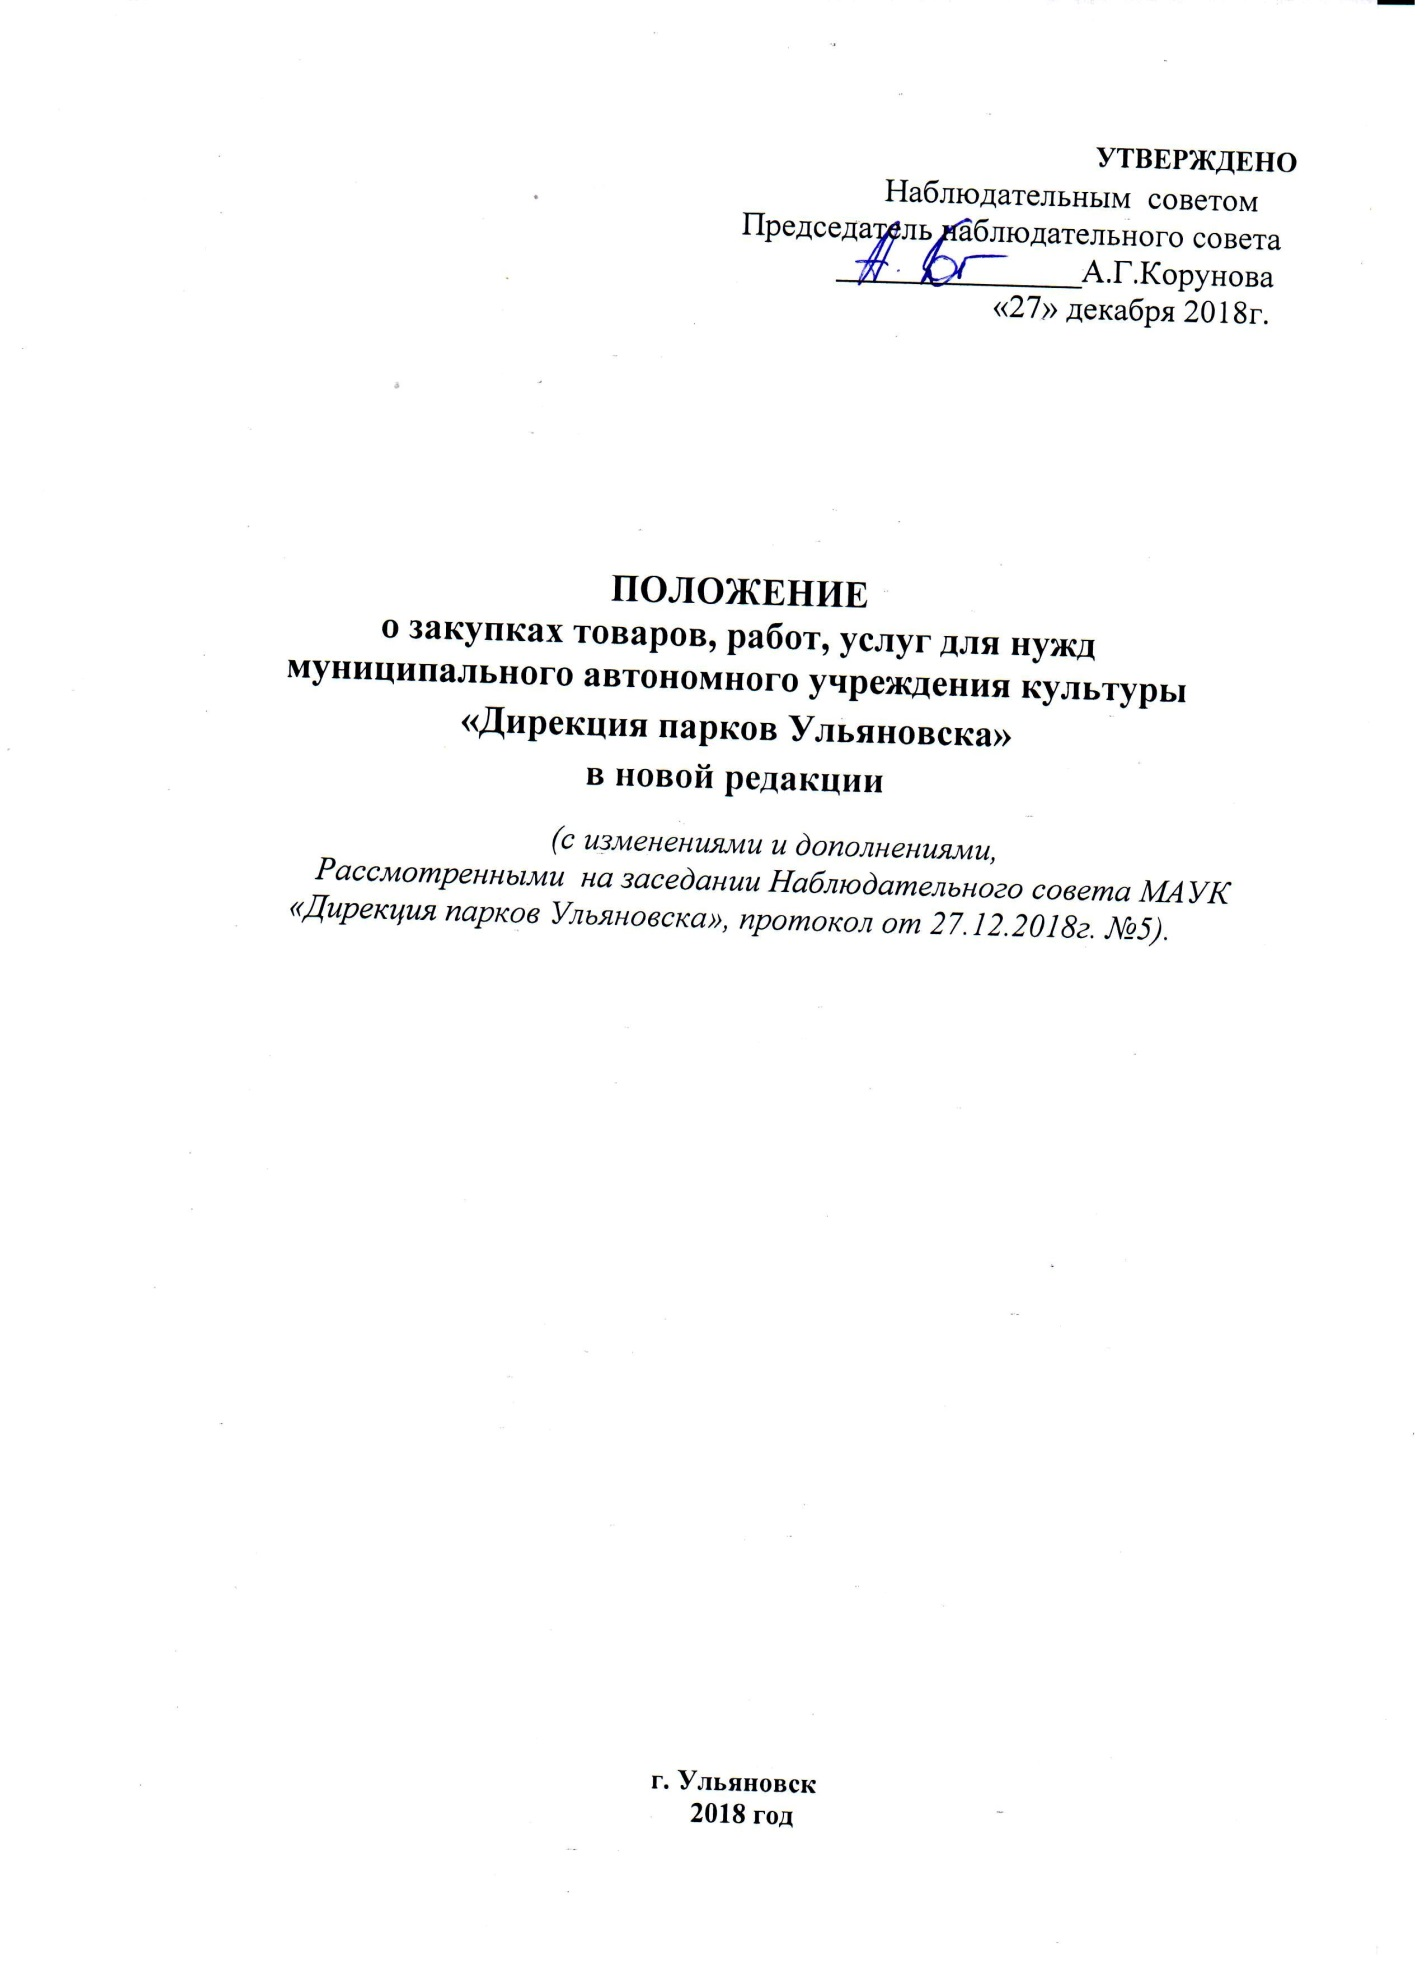 УТВЕРЖДЕНО
Наблюдательным советом
Председатель наблюдательного совета
_______________А.Г.Корунова
«27» декабря 2018г.
ПОЛОЖЕНИЕ
о закупках товаров, работ, услуг для нужд
муниципального автономного учреждения культуры
«Дирекция парков Ульяновска»
в новой редакции
(с изменениями и дополнениями,
Рассмотренными на заседании Наблюдательного совета МАУК
«Дирекция парков Ульяновска», протокол от 27.12.2018г. №5).
г. Ульяновск
2018 год